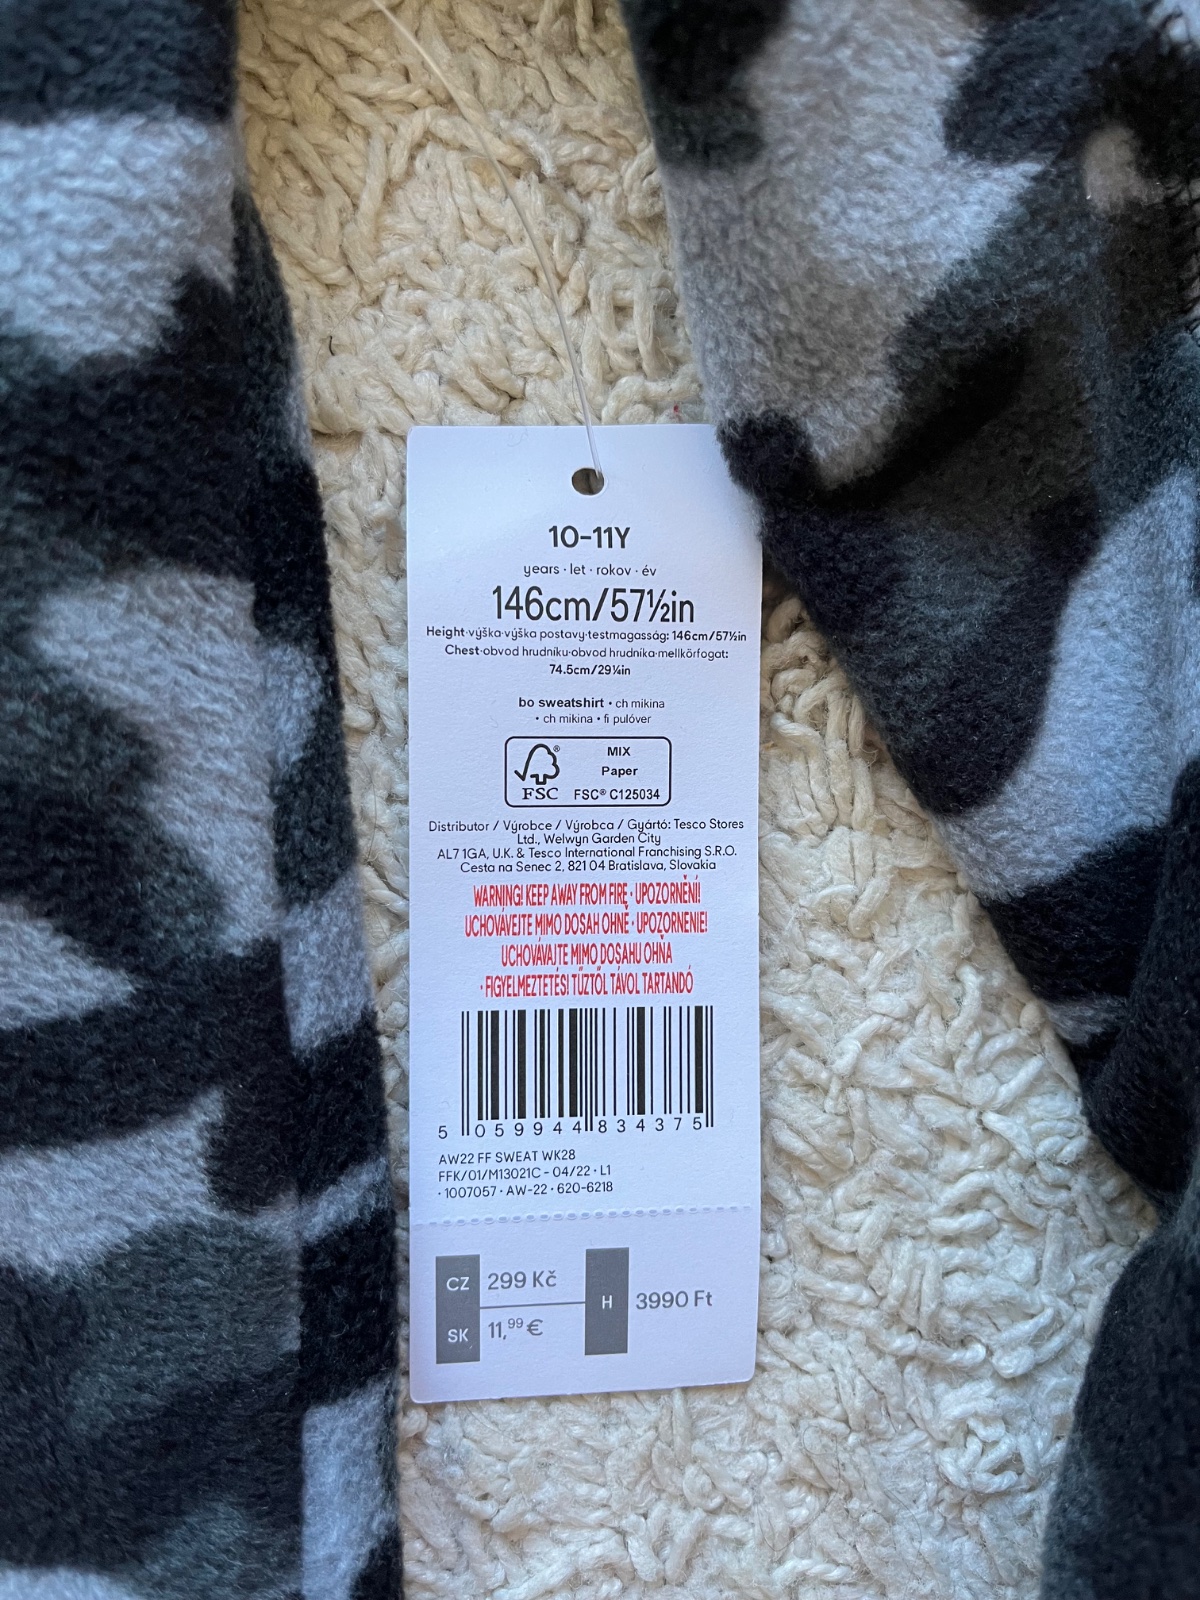 10-11Y
years · let · rokov · év
146cm/57½in
Height·výška·výška postavy·testmagasság: 146cm/57½in
Chest·obvod hrudníku·obvod hrudníka·mellkörfogat:
74.5cm/29¼in
bo sweatshirt • ch mikina
• ch mikina • fi pulóver
MIX
Paper
FSC
FSC® C125034
Distributor / Výrobce / Výrobca / Gyártó: Tesco Stores
Ltd., Welwyn Garden City
AL7 1GA, U.K. & Tesco International Franchising S.R.O.
Cesta na Senec 2, 821 04 Bratislava, Slovakia
WARNING! KEEP AWAY FROM FIRE · UPOZORNĚNÍ!
UCHOVÁVEJTE MIMO DOSAH OHNĚ · UPOZORNENIE!
UCHOVÁVAJTE MIMO DOSAHU OHŇA
· FIGYELMEZTETÉS! TŰZTŐL TÁVOL TARTANDÓ
5 059944 834375
AW22 FF SWEAT WK28
FFK/01/M13021C - 04/22 · L1
· 1007057 · AW-22 · 620-6218
CZ 299 Kč
H 3990 Ft
SK 11,99 €